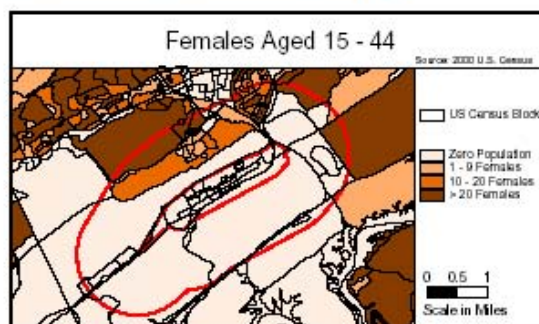 Females Aged 15 - 44
Source: 2000 U.S. Census
US Census Block
Zero Population
1 - 9 Females
10 - 20 Females
> 20 Females
0 0.5 1
Scale in Miles